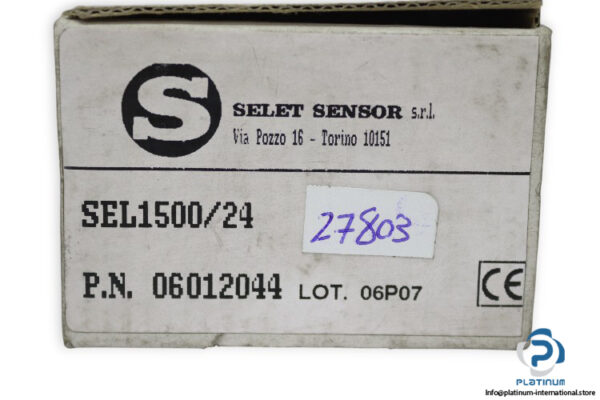 S
SELET SENSOR s.r.l.
Via Pozzo 16 - Torino 10151
SEL1500/24
27803
P.N. 06012044 LOT. 06P07
CE
PLATINUM
Info@platinum-international.store